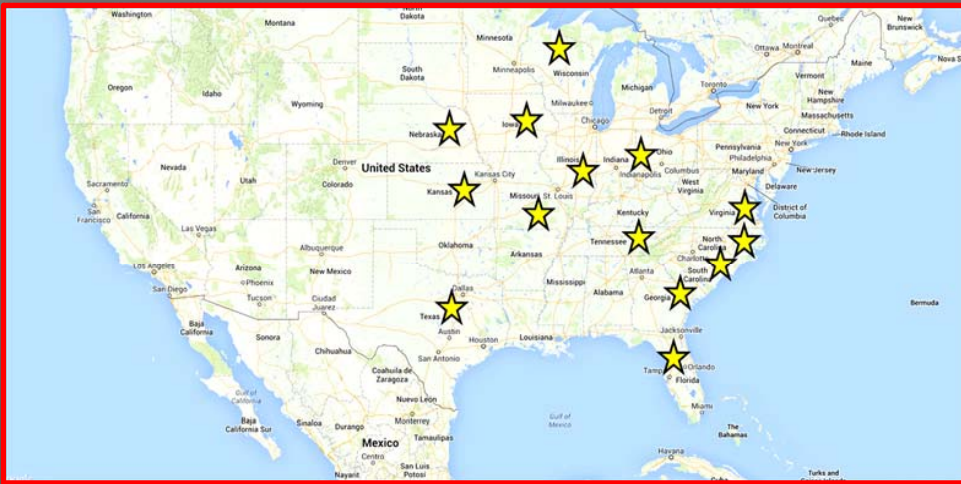 Washington
North
Dakota
Montana
Minnesota
Quebec
New
Brunswick
Ottawa
Montreal
Maine
Nova S
Oregon
Idaho
South
Dakota
Minneapolis
Wisconsin
Michigan
Toronto
Vermont
New
Hampshire
Wyoming
Milwaukee
Detroit
New York
Massachusetts
Chicago
Connecticut
Rhode Island
Nebraska
Iowa
Nevada
Utah
Denver
Colorado
United States
Kansas City
Illinois
Indiana
Indianapolis
Ohio
Columbus
Pennsylvania
New York
Philadelphia
New Jersey
Maryland
Delaware
West
Virginia
District of
Columbia
Sacramento
San
Francisco
California
Kansas
Missouri
St. Louis
Kentucky
Virginia
Las Vegas
Albuquerque
Oklahoma
Arkansas
Tennessee
North
Carolina
Charlotte
South
Carolina
Los Angeles
San Diego
Arizona
Phoenix
Tucson
New Mexico
Ciudad
Juarez
Dallas
Texas
Austin
Houston
San Antonio
Mississippi
Alabama
Atlanta
Georgia
Louisiana
Jacksonville
Bermuda
Baja
California
Sonora
Chihuahua
Coahuila de
Zaragoza
Tamp
Orlando
Florida
Miami
Gulf of
California
Baja
California Sur
Sinaloa
Durango
Nuevo Leon
Monterrey
Tamaulipas
Gulf of
Mexico
The
Bahamas
Mexico
Centro
Nayarit
San Luis
Potosi
Havana
Cuba
Turks and